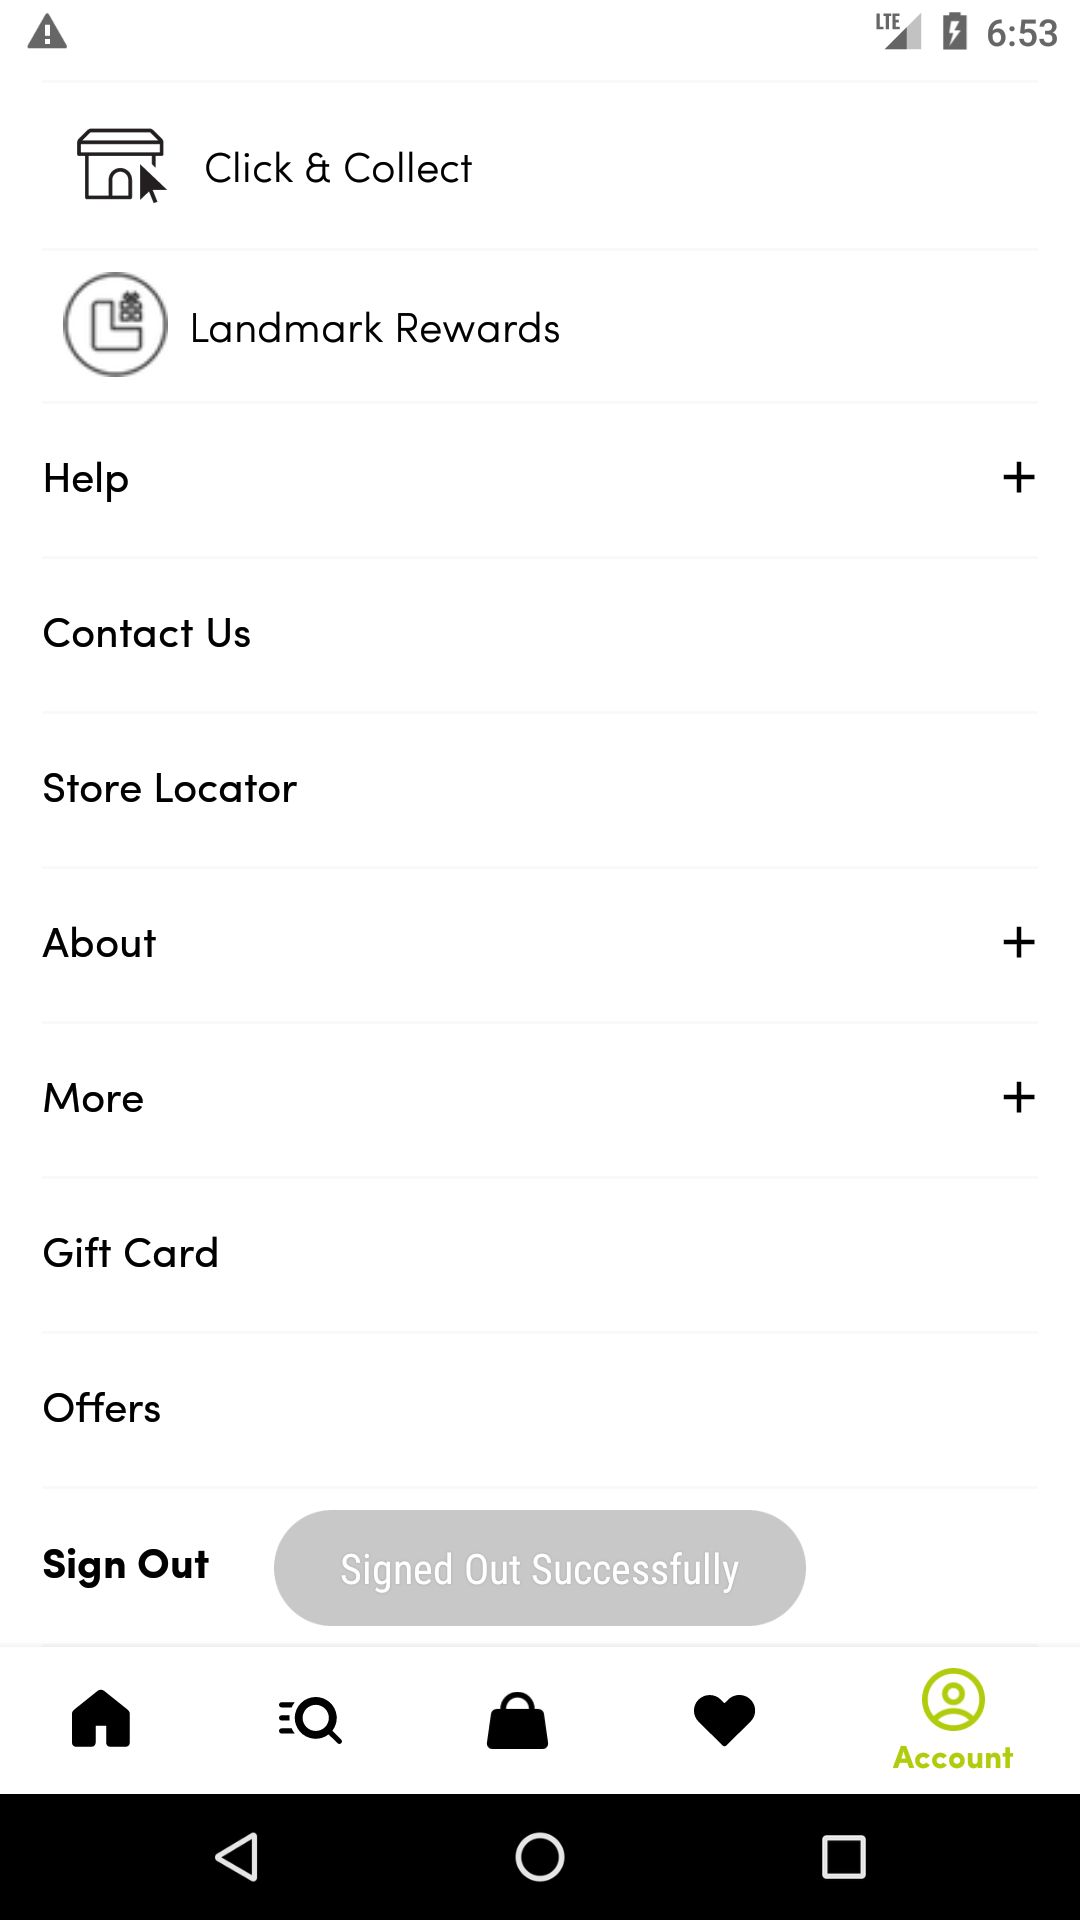 LTE 6:53
Click & Collect
Landmark Rewards
Help
Contact Us
Store Locator
About
More
Gift Card
Offers
Sign Out
Signed Out Successfully
Account